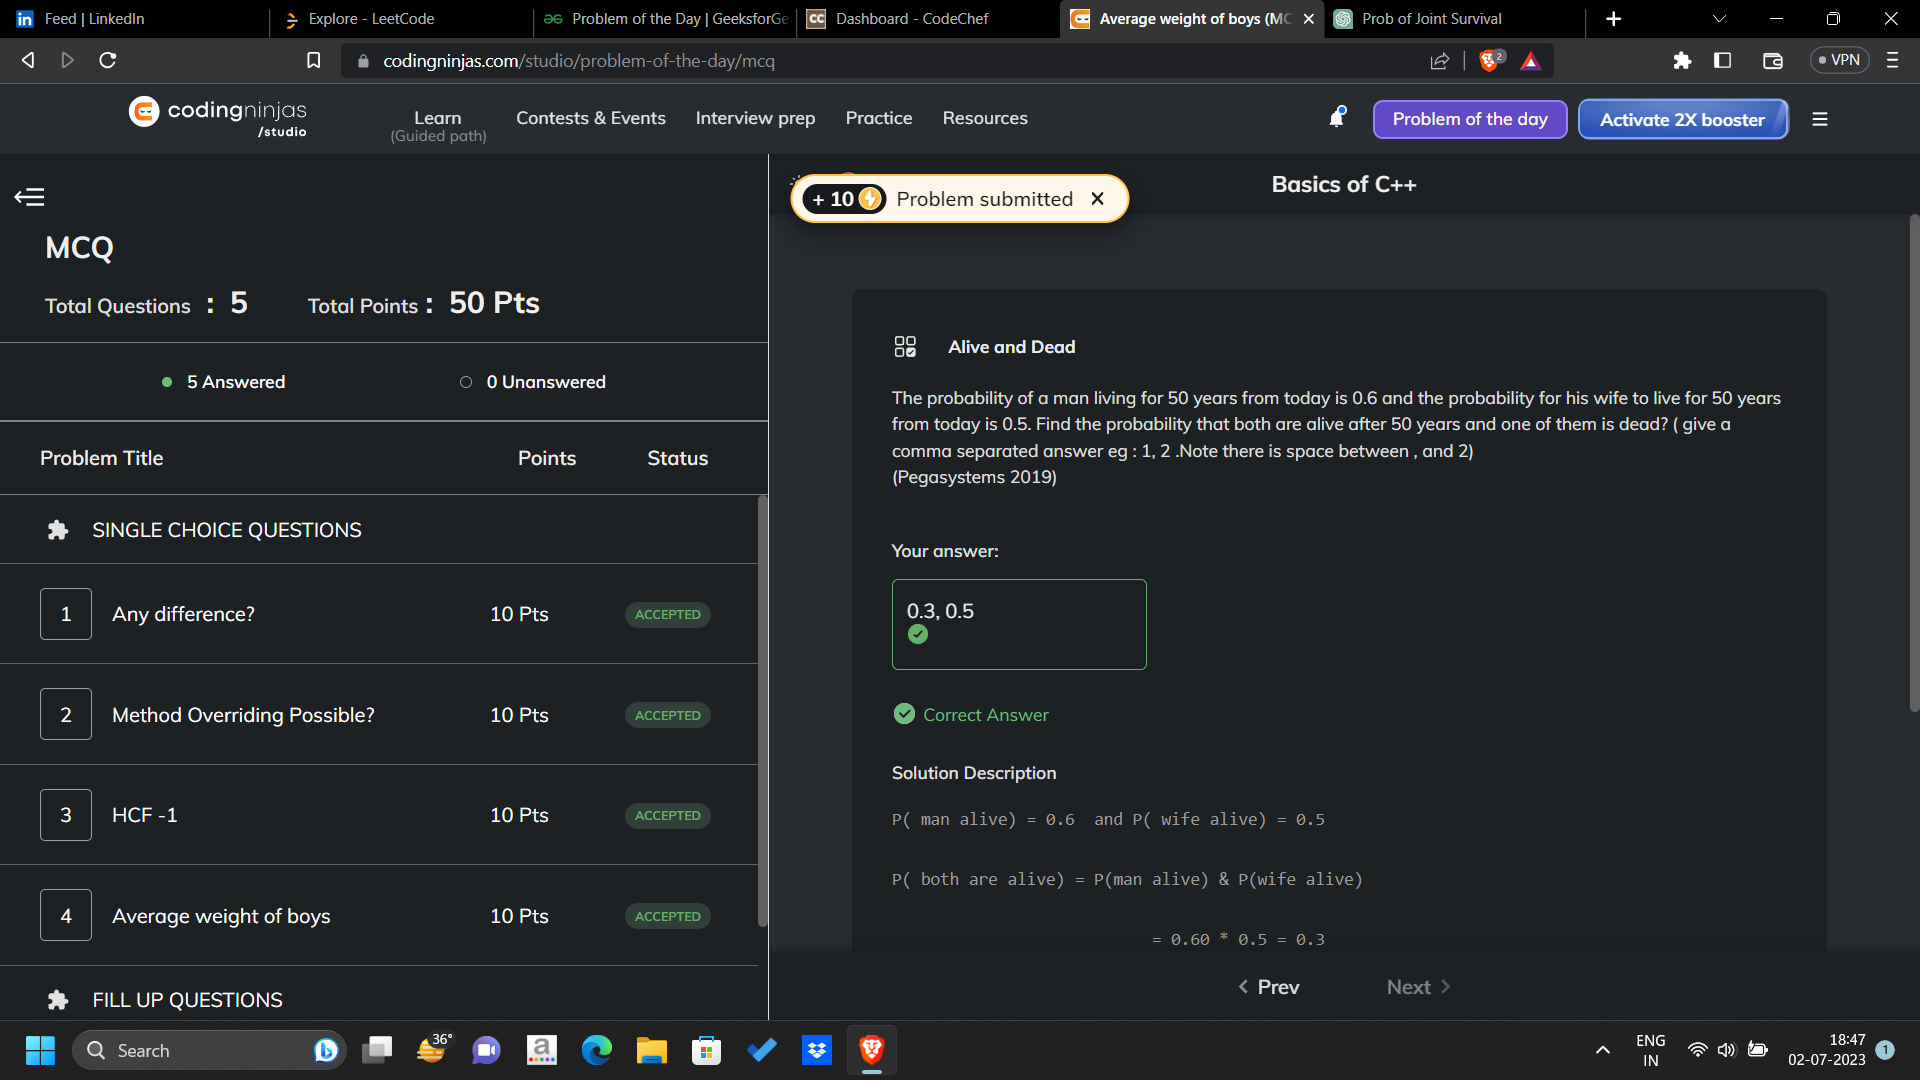 Feed | LinkedIn
Explore - LeetCode
Problem of the Day | GeeksforGe
CC Dashboard - CodeChef
Average weight of boys (MC
Prob of Joint Survival
codingninjas.com/studio/problem-of-the-day/mcq
2
VPN
codingninjas
/studio
Learn
(Guided path)
Contests & Events
Interview prep
Practice
Resources
Problem of the day
Activate 2X booster
+ 10 Problem submitted
Basics of C++
MCQ
Total Questions : 5 Total Points : 50 Pts
5 Answered 0 Unanswered
Problem Title Points Status
SINGLE CHOICE QUESTIONS
1 Any difference? 10 Pts ACCEPTED
2 Method Overriding Possible? 10 Pts ACCEPTED
3 HCF -1 10 Pts ACCEPTED
4 Average weight of boys 10 Pts ACCEPTED
FILL UP QUESTIONS
Alive and Dead
The probability of a man living for 50 years from today is 0.6 and the probability for his wife to live for 50 years
from today is 0.5. Find the probability that both are alive after 50 years and one of them is dead? ( give a
comma separated answer eg : 1, 2 .Note there is space between , and 2)
(Pegasystems 2019)
Your answer:
0.3, 0.5
Correct Answer
Solution Description
P( man alive) = 0.6  and P( wife alive) = 0.5
P( both are alive) = P(man alive) & P(wife alive)
= 0.60 * 0.5 = 0.3
Prev Next
Search
36°
a
ENG
IN
18:47
02-07-2023
1